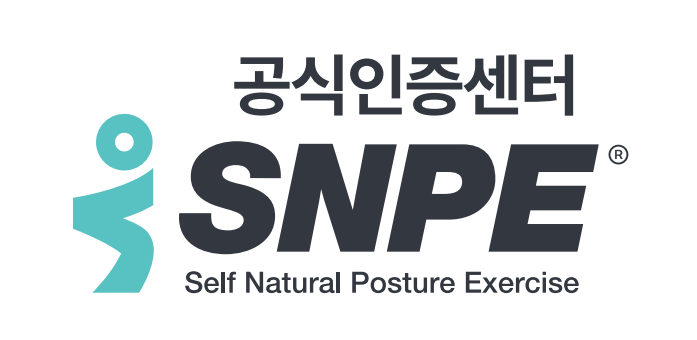 공식인증센터
SNPE®
Self Natural Posture Exercise